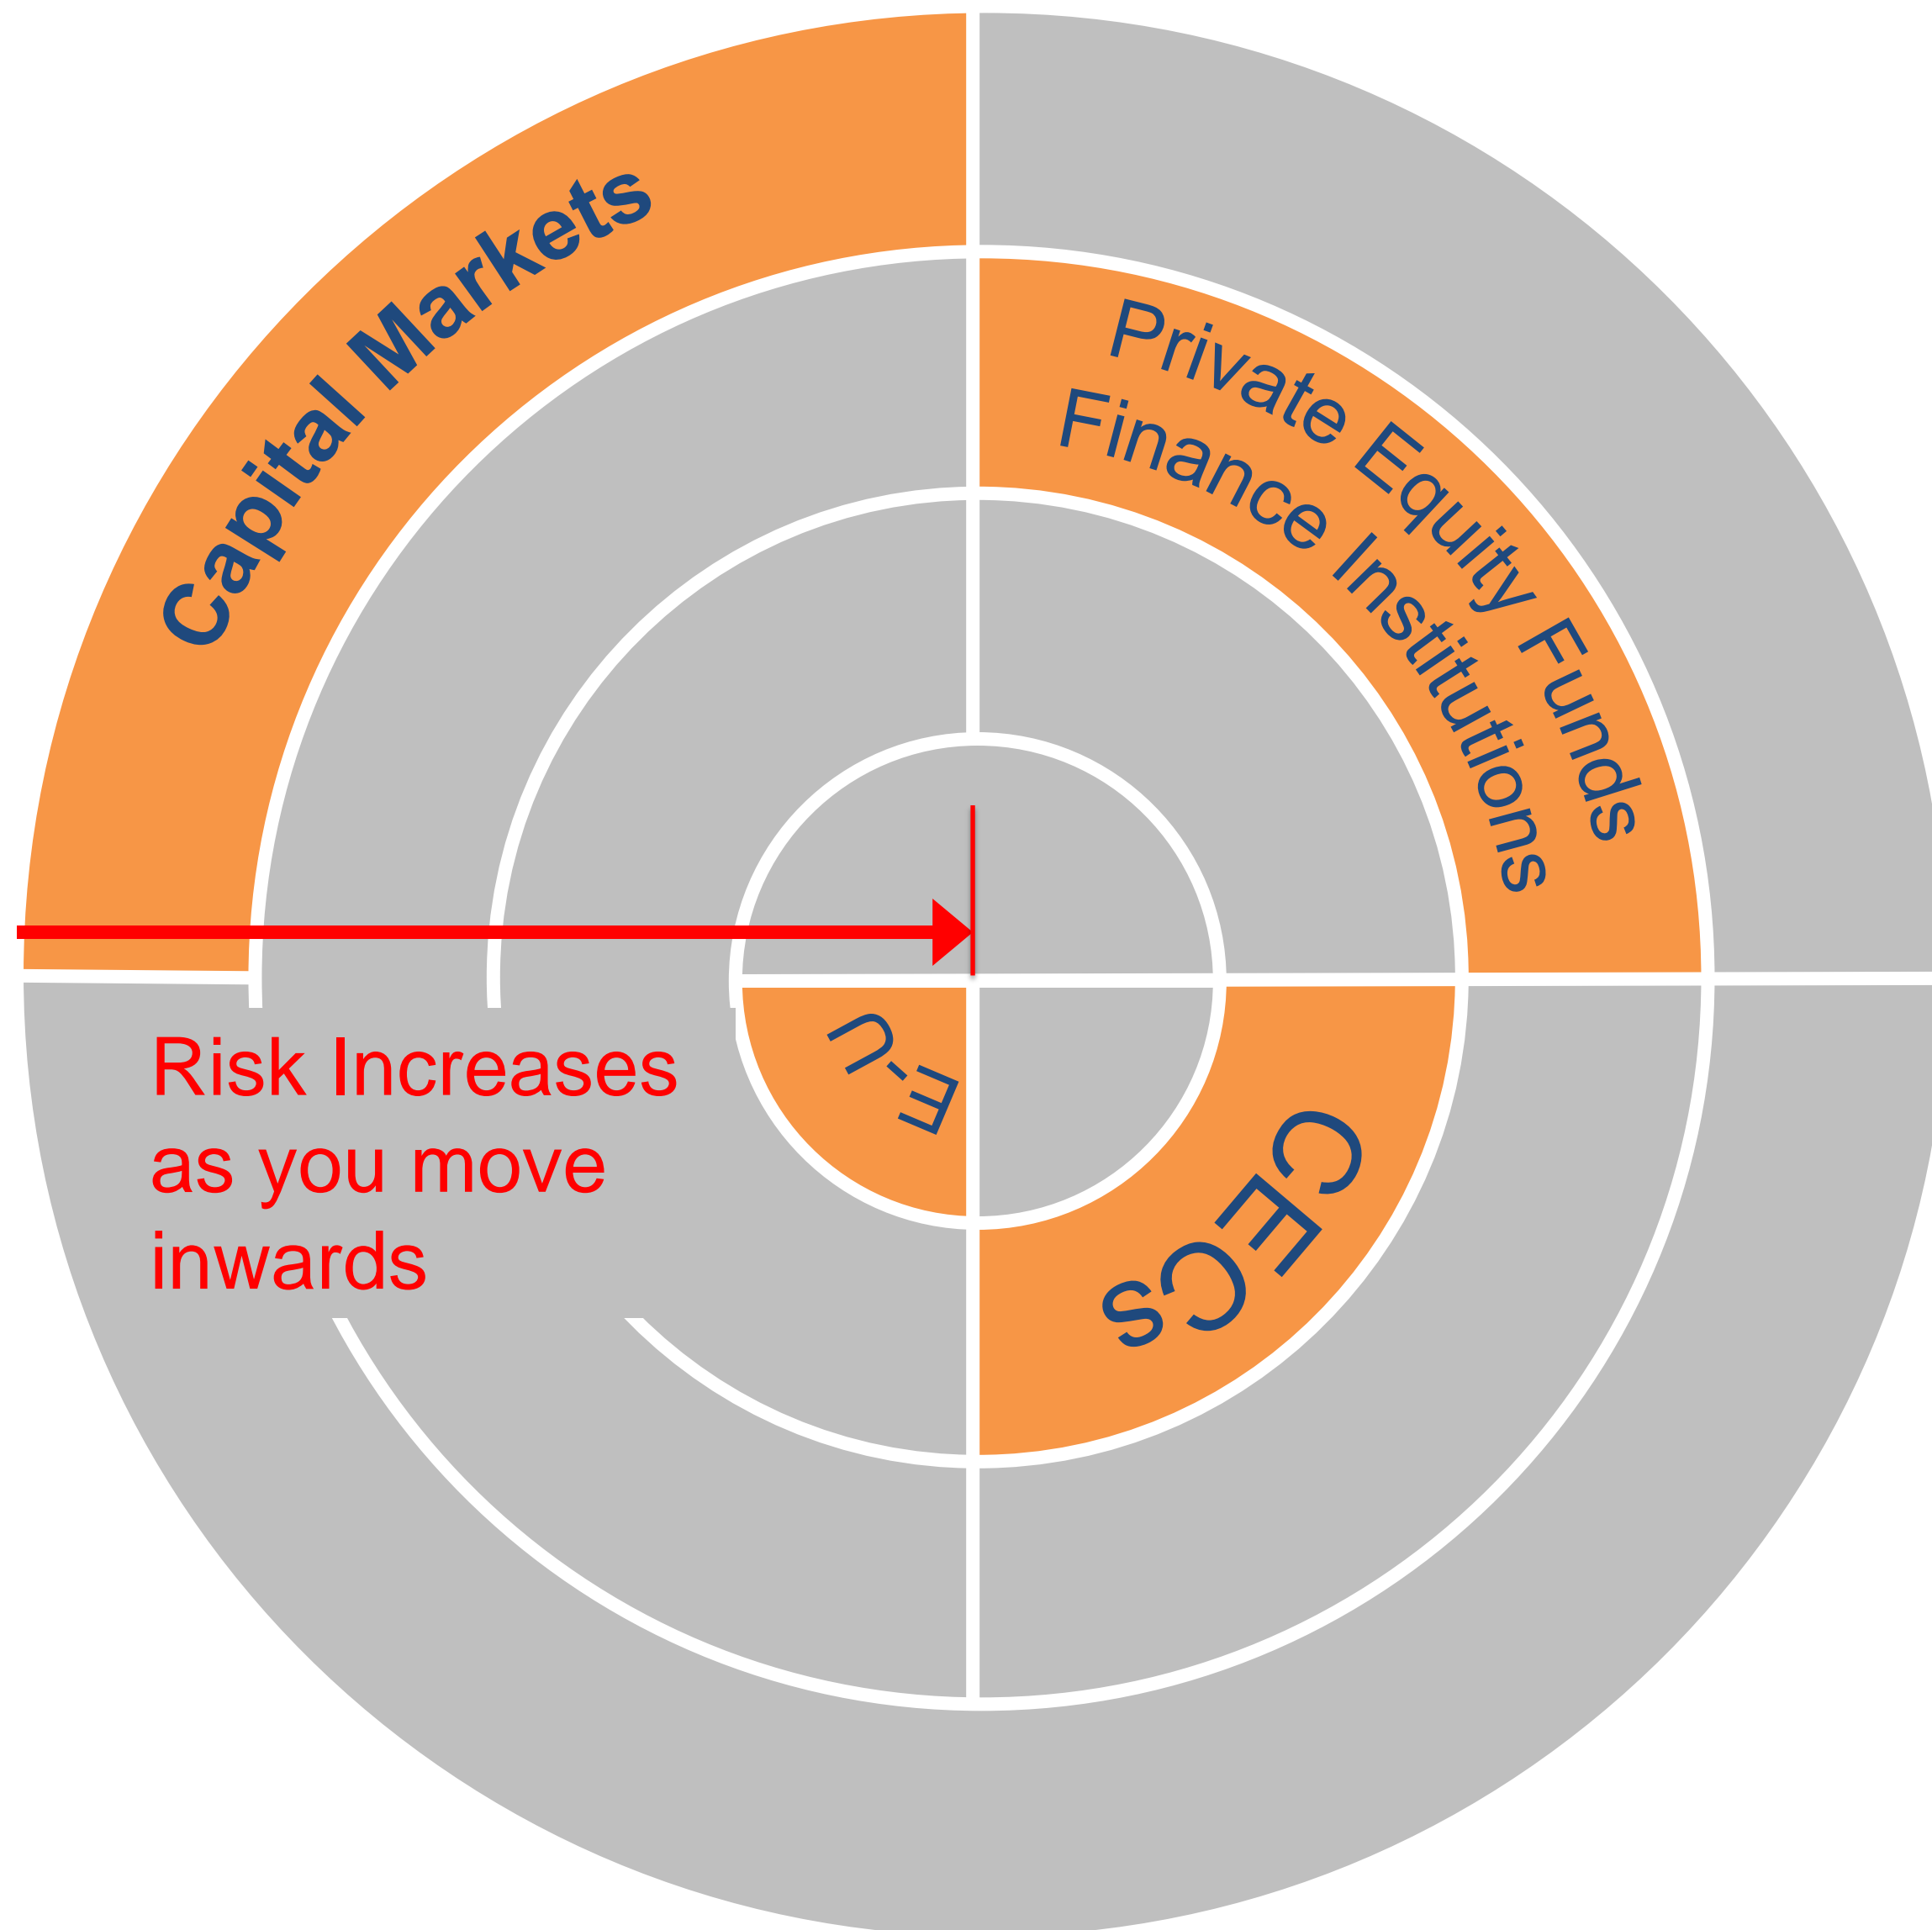 Capital Markets
Private Equity Funds
Finance Institutions
CECs
U-E
Risk Increases
as you move
inwards